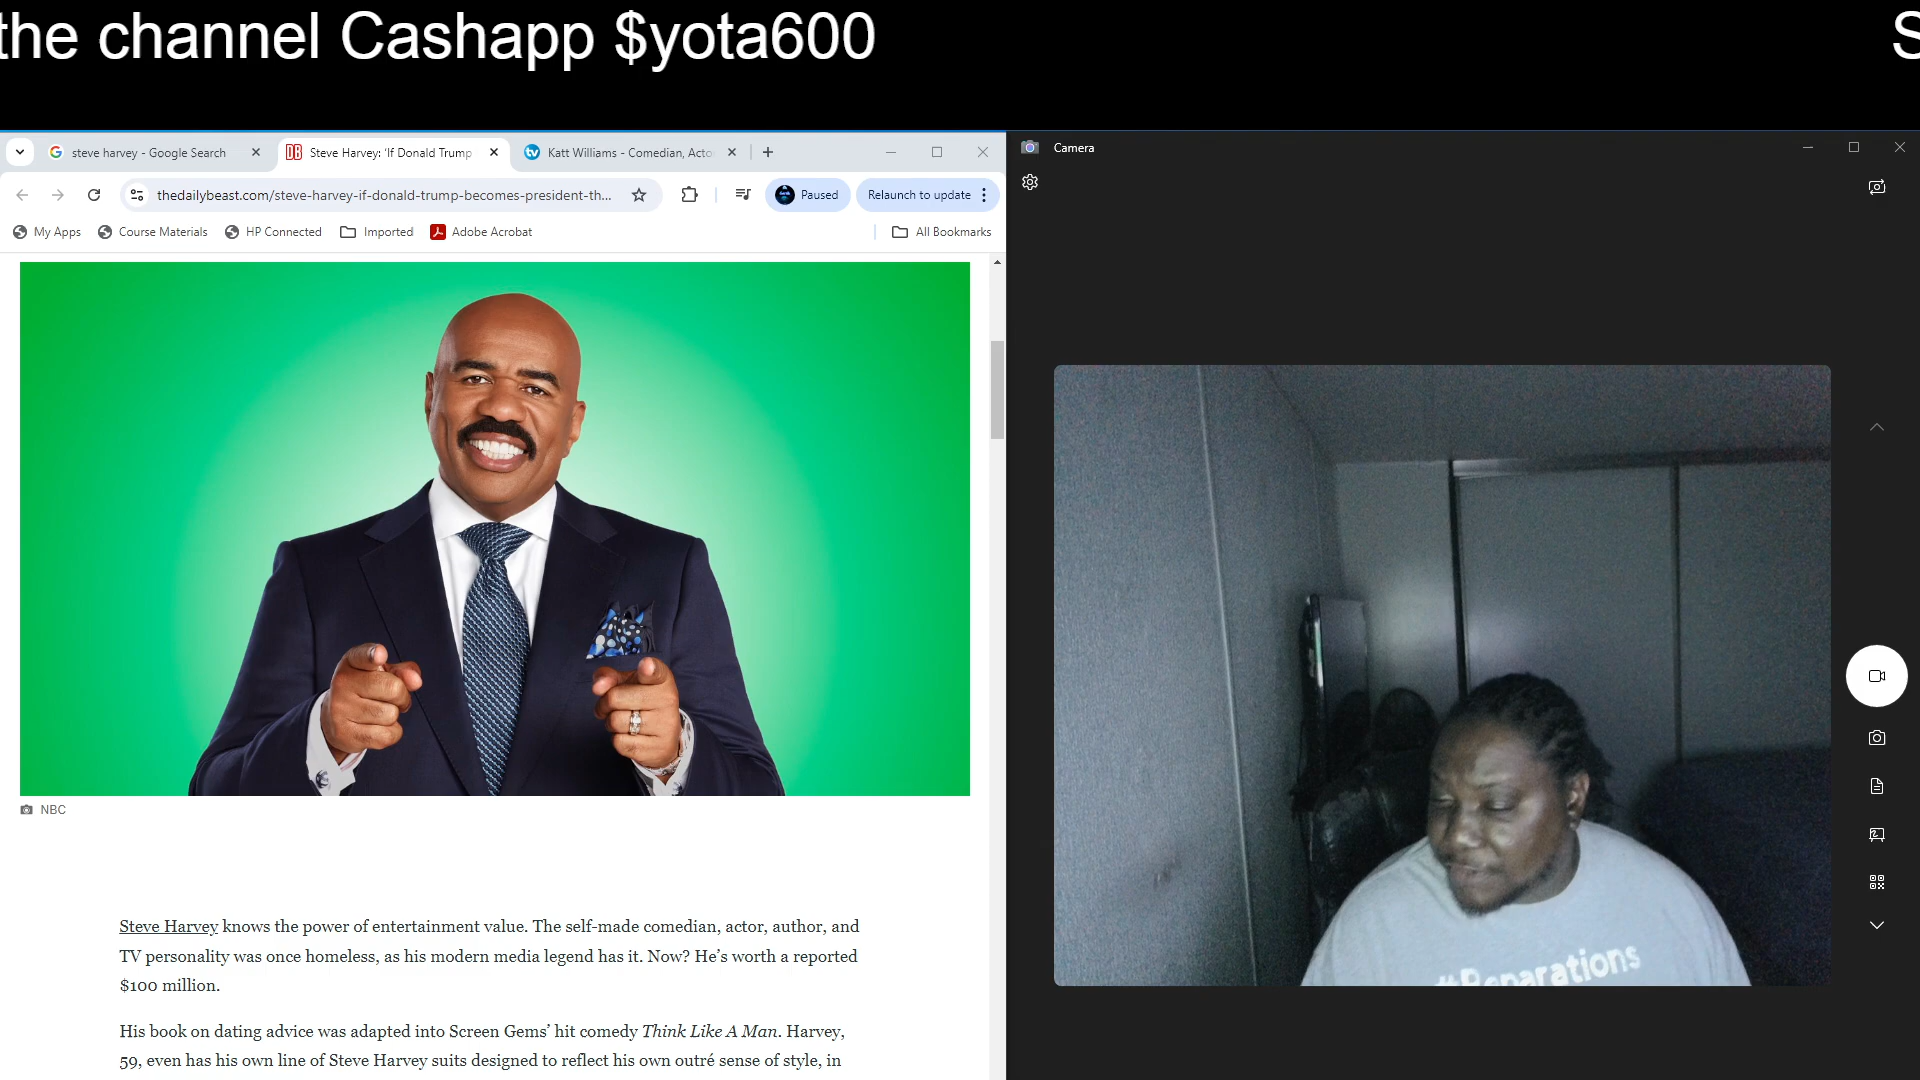 the channel Cashapp $yota600
S
steve harvey - Google Search
Steve Harvey: 'If Donald Trump
Katt Williams - Comedian, Acto
Camera
thedailybeast.com/steve-harvey-if-donald-trump-becomes-president-th...
Paused
Relaunch to update
My Apps
Course Materials
HP Connected
Imported
Adobe Acrobat
All Bookmarks
NBC
Steve Harvey knows the power of entertainment value. The self-made comedian, actor, author, and
TV personality was once homeless, as his modern media legend has it. Now? He's worth a reported
$100 million.
His book on dating advice was adapted into Screen Gems' hit comedy Think Like A Man. Harvey,
59, even has his own line of Steve Harvey suits designed to reflect his own outré sense of style, in
#Reparations